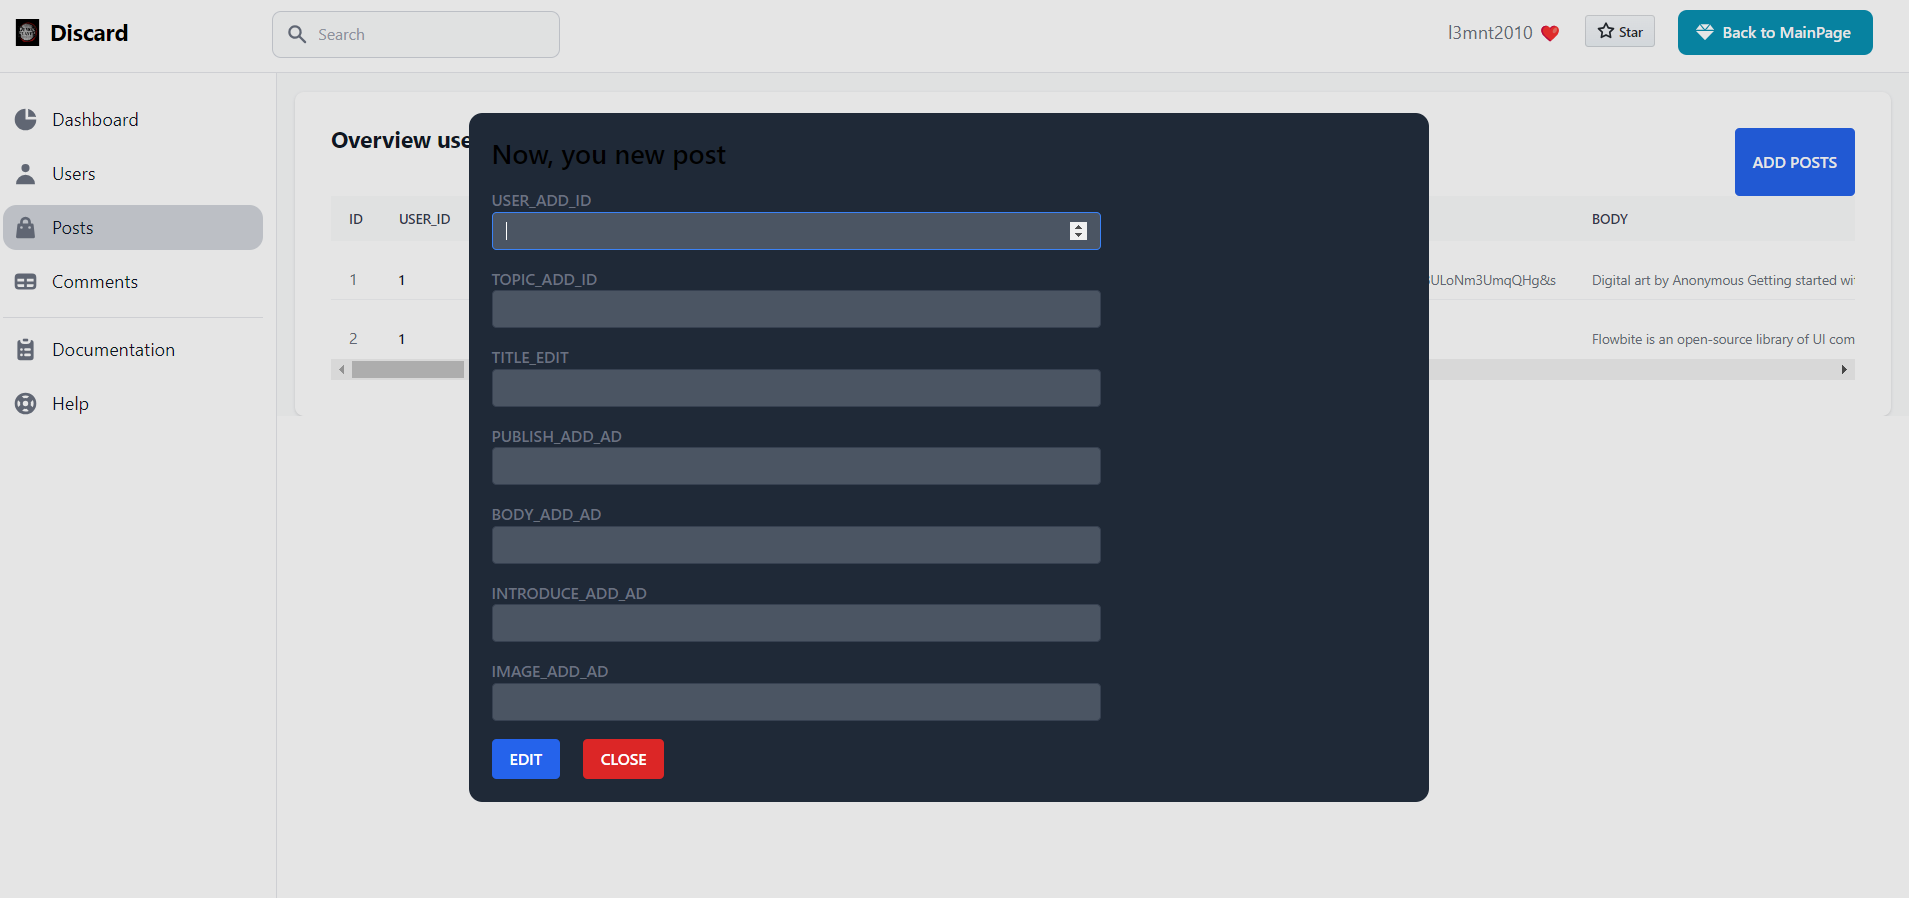 Discard
Search
l3mnt2010 ❤️
Star
Back to MainPage
Dashboard
Users
Posts
Comments
Documentation
Help
Overview use
ADD POSTS
ID USER_ID BODY
1 1 ULoNm3UmqQHg&s Digital art by Anonymous Getting started wi
2 1 Flowbite is an open-source library of UI com
Now, you new post
USER_ADD_ID
TOPIC_ADD_ID
TITLE_EDIT
PUBLISH_ADD_AD
BODY_ADD_AD
INTRODUCE_ADD_AD
IMAGE_ADD_AD
EDIT CLOSE